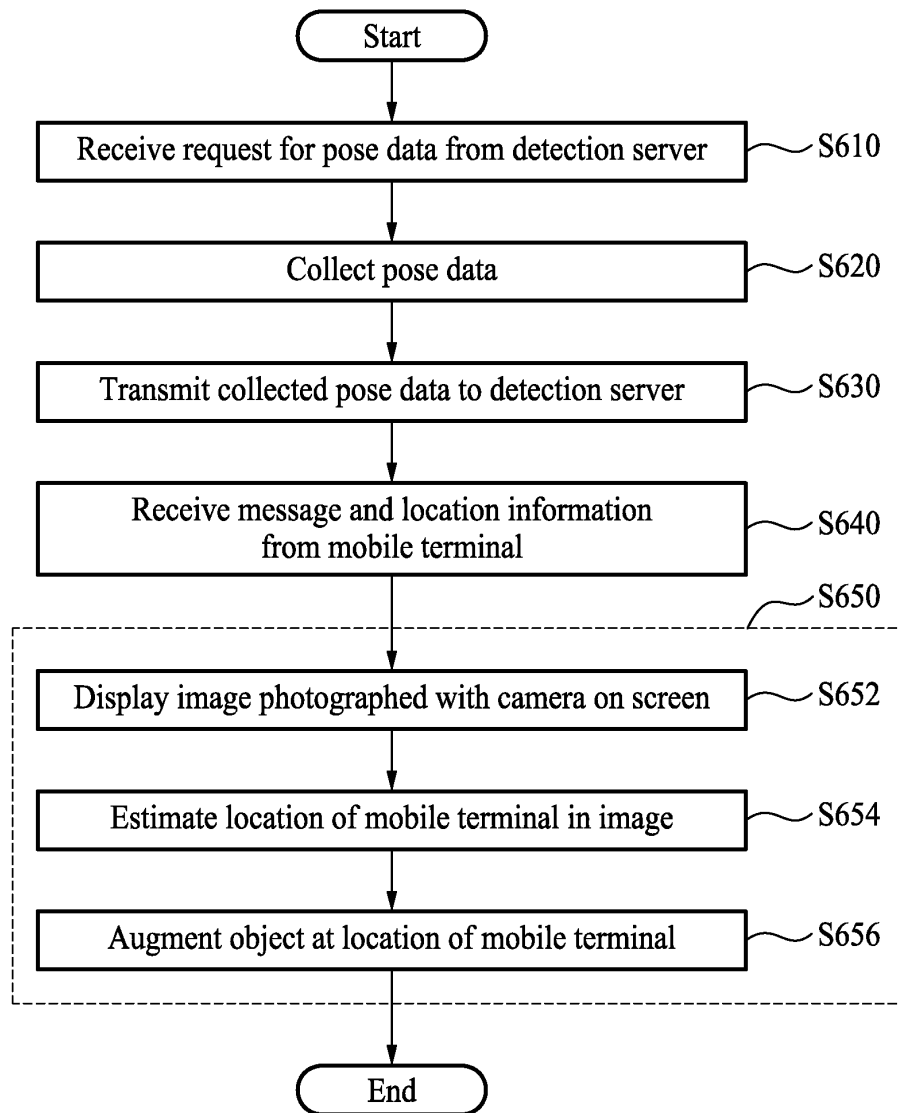 Start
Receive request for pose data from detection server
S610
Collect pose data
S620
Transmit collected pose data to detection server
S630
Receive message and location information
from mobile terminal
S640
S650
Display image photographed with camera on screen
S652
Estimate location of mobile terminal in image
S654
Augment object at location of mobile terminal
S656
End